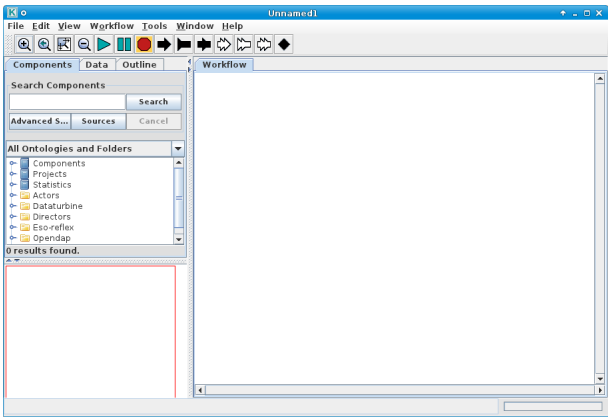 Unnamed1
File Edit View Workflow Tools Window Help
Components Data Outline
Workflow
Search Components
Search
Advanced S... Sources Cancel
All Ontologies and Folders
Components
Projects
Statistics
Actors
Dataturbine
Directors
Eso-reflex
Opendap
0 results found.